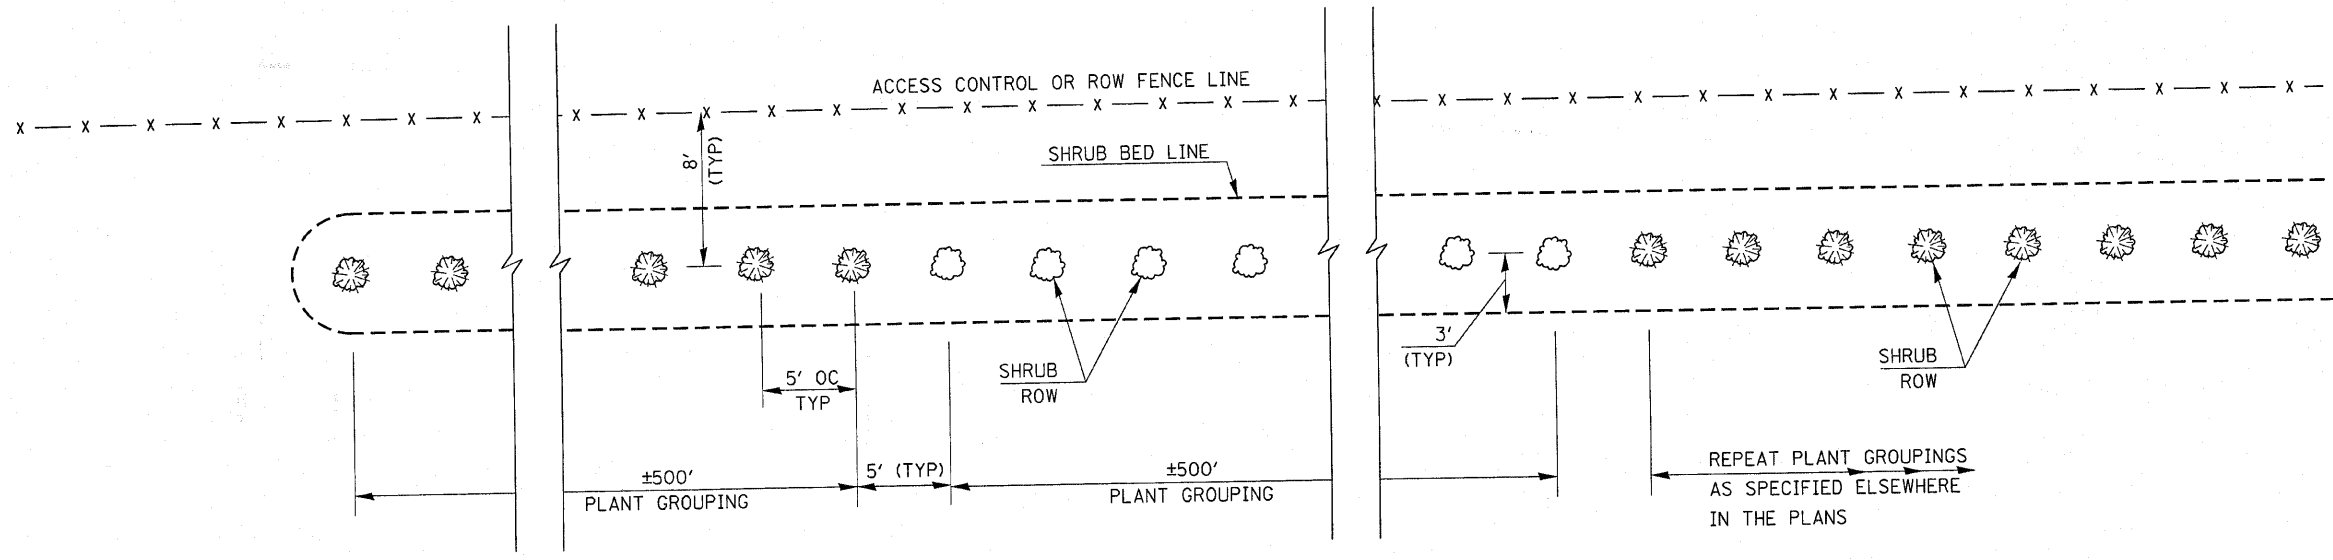 ACCESS CONTROL OR ROW FENCE LINE
8'
(TYP)
SHRUB BED LINE
5' OC
TYP
SHRUB
ROW
3'
(TYP)
SHRUB
ROW
±500'
PLANT GROUPING
5' (TYP)
±500'
PLANT GROUPING
REPEAT PLANT GROUPINGS
AS SPECIFIED ELSEWHERE
IN THE PLANS